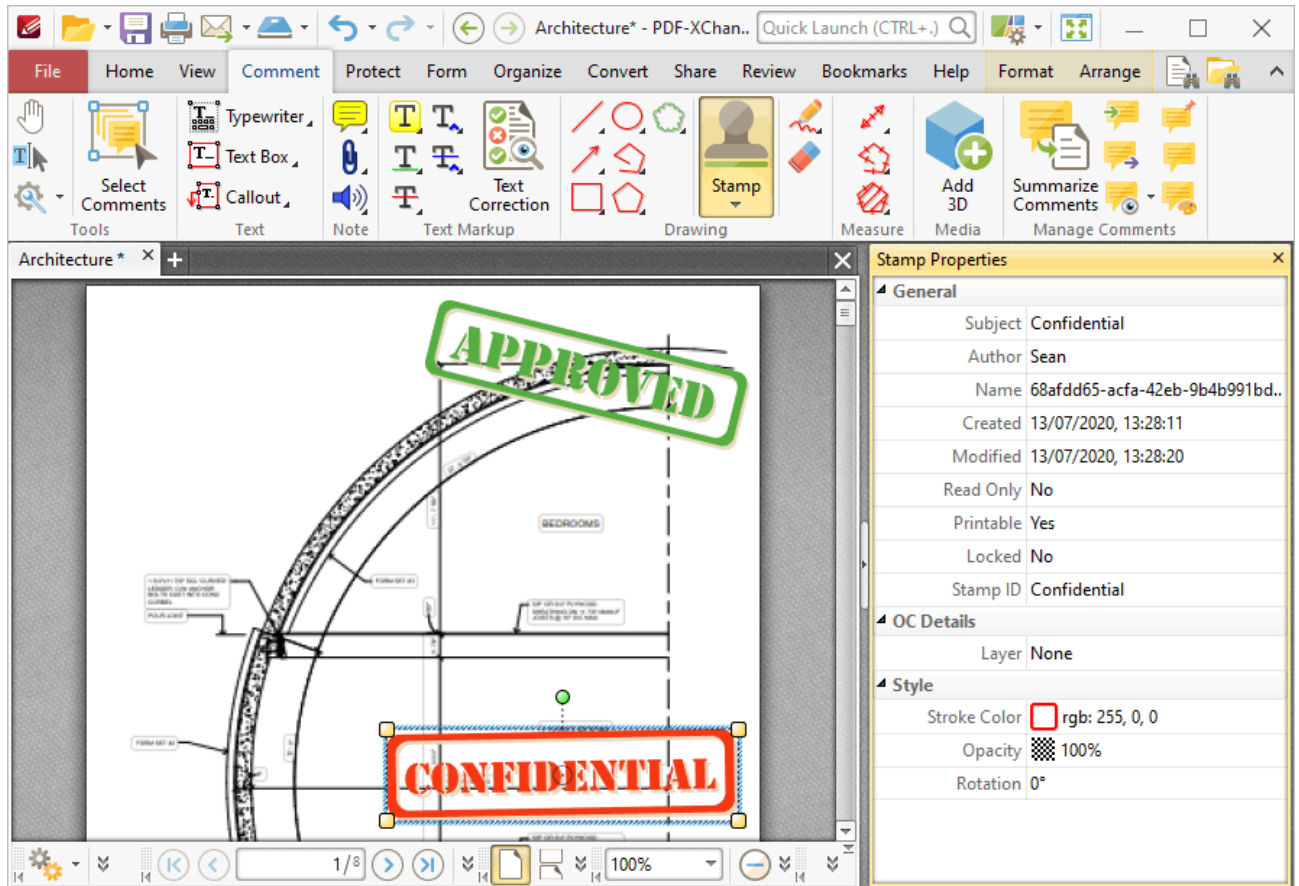 Architecture* - PDF-XChan..
Quick Launch (CTRL+.)
File Home View Comment Protect Form Organize Convert Share Review Bookmarks Help Format Arrange
Typewriter
Text Box
Callout
Select
Comments
Text
Correction
Stamp
Add
3D
Summarize
Comments
Tools Text Note Text Markup Drawing Measure Media Manage Comments
Architecture *
APPROVED
BEDROOMS
FORM SET #3
POUR JOINT
CONFIDENTIAL
1/8
100%
Stamp Properties
General
Subject Confidential
Author Sean
Name 68afdd65-acfa-42eb-9b4b991bd..
Created 13/07/2020, 13:28:11
Modified 13/07/2020, 13:28:20
Read Only No
Printable Yes
Locked No
Stamp ID Confidential
OC Details
Layer None
Style
Stroke Color rgb: 255, 0, 0
Opacity 100%
Rotation 0°